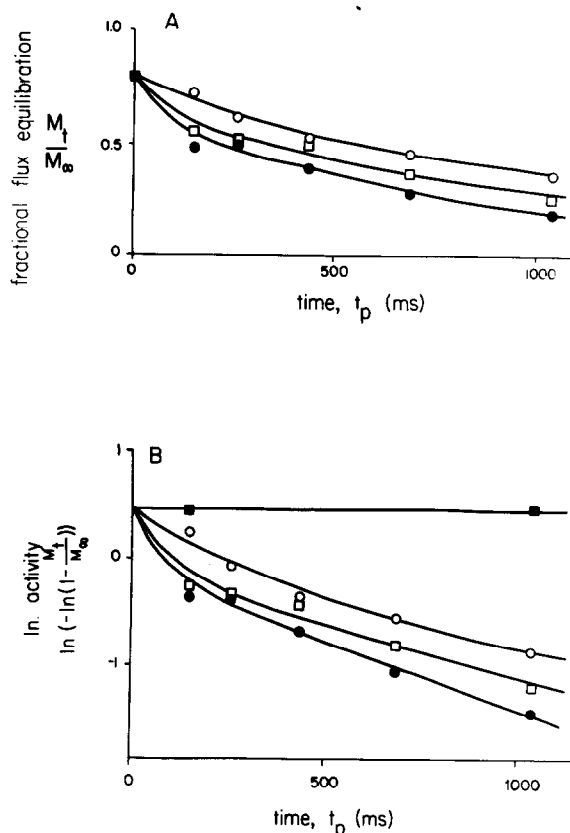 A
1.0
0.5
0
fractional flux equilibration
M_t
M_∞
0
500
1000
time, t_p (ms)
B
1
0
-1
ln. activity
ln (-ln (1- M_t/M_∞))
0
500
1000
time, t_p (ms)